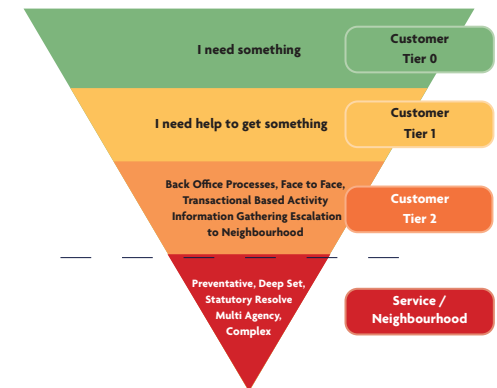 I need something
Customer
Tier 0
I need help to get something
Customer
Tier 1
Back Office Processes, Face to Face,
Transactional Based Activity
Information Gathering Escalation
to Neighbourhood
Customer
Tier 2
Preventative, Deep Set,
Statutory Resolve
Multi Agency,
Complex
Service /
Neighbourhood